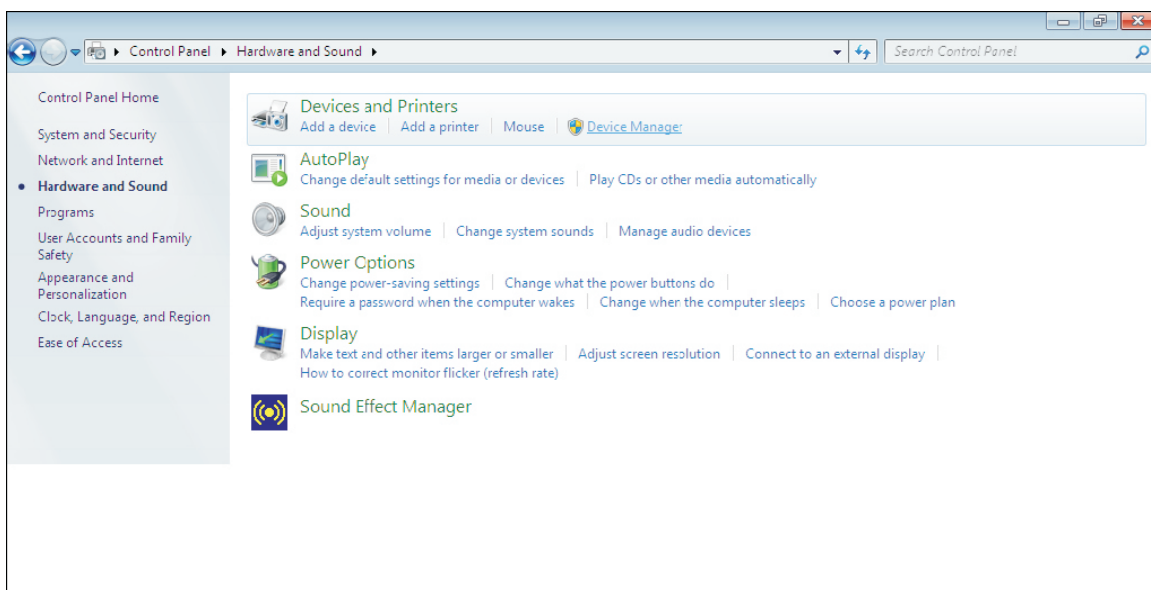 Control Panel Hardware and Sound Search Control Panel
Control Panel Home
System and Security
Network and Internet
Hardware and Sound
Programs
User Accounts and Family
Safety
Appearance and
Personalization
Clock, Language, and Region
Ease of Access
Devices and Printers
Add a device Add a printer Mouse Device Manager
AutoPlay
Change default settings for media or devices Play CDs or other media automatically
Sound
Adjust system volume Change system sounds Manage audio devices
Power Options
Change power-saving settings Change what the power buttons do
Require a password when the computer wakes Change when the computer sleeps Choose a power plan
Display
Make text and other items larger or smaller Adjust screen resolution Connect to an external display
How to correct monitor flicker (refresh rate)
Sound Effect Manager